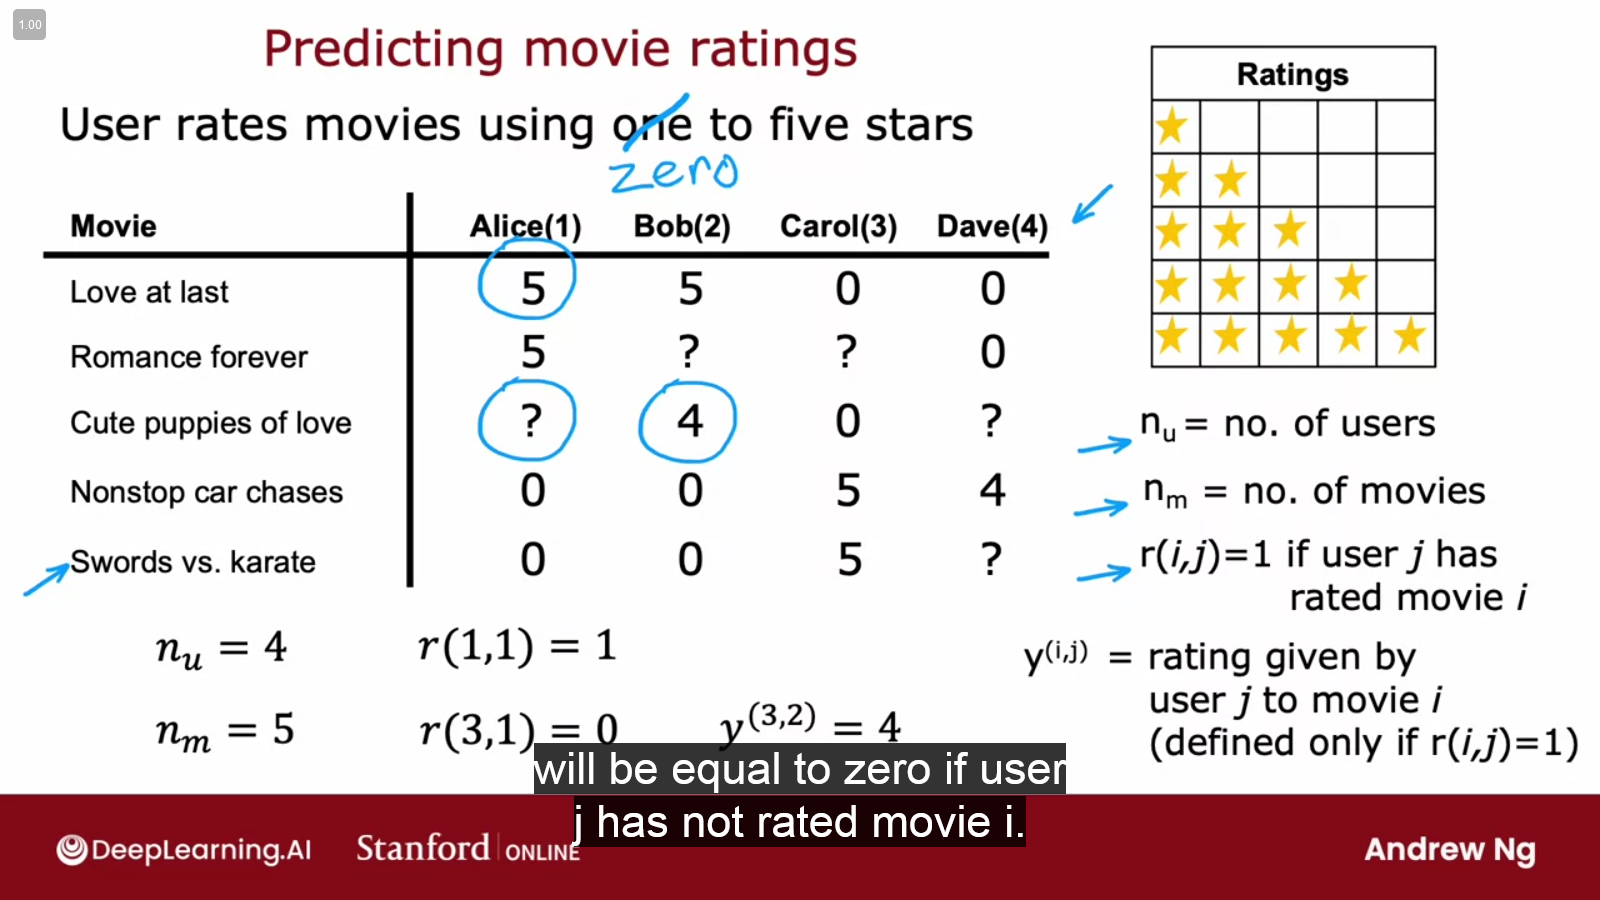 1.00
Predicting movie ratings
User rates movies using one to five stars
zero
Movie Alice(1) Bob(2) Carol(3) Dave(4)
Love at last 5 5 0 0
Romance forever 5 ? ? 0
Cute puppies of love ? 4 0 ?
Nonstop car chases 0 0 5 4
Swords vs. karate 0 0 5 ?
n_u = 4 r(1,1) = 1
n_m = 5 r(3,1) = 0 y^(3,2) = 4
Ratings
n_u = no. of users
n_m = no. of movies
r(i,j)=1 if user j has
rated movie i
y^(i,j) = rating given by
user j to movie i
(defined only if r(i,j)=1)
will be equal to zero if user
j has not rated movie i.
DeepLearning.AI Stanford ONLINE Andrew Ng